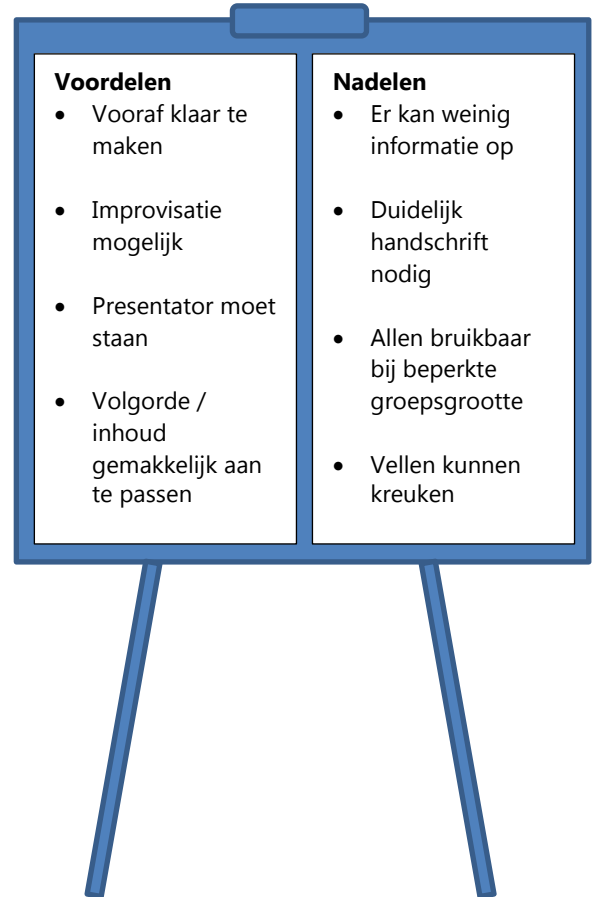 Voordelen
• Vooraf klaar te
maken
• Improvisatie
mogelijk
• Presentator moet
staan
• Volgorde /
inhoud
gemakkelijk aan
te passen
Nadelen
• Er kan weinig
informatie op
• Duidelijk
handschrift
nodig
• Allen bruikbaar
bij beperkte
groepsgrootte
• Vellen kunnen
kreuken